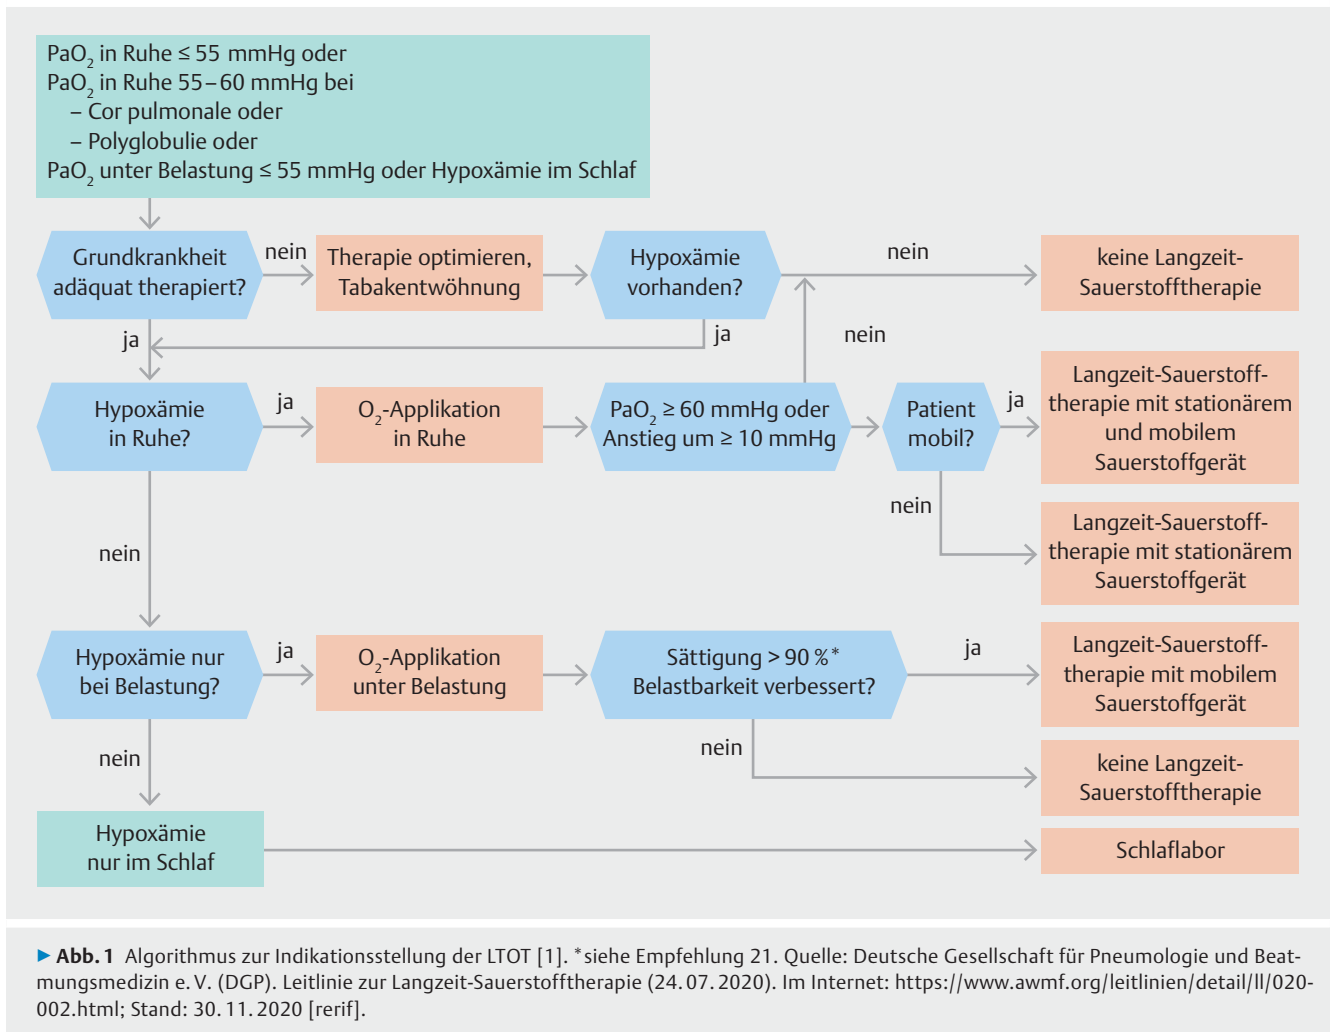 PaO2 in Ruhe ≤ 55 mmHg oder
PaO2 in Ruhe 55–60 mmHg bei
– Cor pulmonale oder
– Polyglobulie oder
PaO2 unter Belastung ≤ 55 mmHg oder Hypoxämie im Schlaf
Grundkrankheit
adäquat therapiert?
nein
Therapie optimieren,
Tabakentwöhnung
Hypoxämie
vorhanden?
nein
keine Langzeit-
Sauerstofftherapie
ja
ja
nein
Hypoxämie
in Ruhe?
ja
O2-Applikation
in Ruhe
PaO2 ≥ 60 mmHg oder
Anstieg um ≥ 10 mmHg
Patient
mobil?
ja
Langzeit-Sauerstoff-
therapie mit stationärem
und mobilem
Sauerstoffgerät
nein
Langzeit-Sauerstoff-
therapie mit stationärem
Sauerstoffgerät
nein
Hypoxämie nur
bei Belastung?
ja
O2-Applikation
unter Belastung
Sättigung > 90 %*
Belastbarkeit verbessert?
ja
Langzeit-Sauerstoff-
therapie mit mobilem
Sauerstoffgerät
nein
nein
keine Langzeit-
Sauerstofftherapie
Hypoxämie
nur im Schlaf
Schlaflabor
▶ Abb. 1 Algorithmus zur Indikationsstellung der LTOT [1]. *siehe Empfehlung 21. Quelle: Deutsche Gesellschaft für Pneumologie und Beat-
mungsmedizin e. V. (DGP). Leitlinie zur Langzeit-Sauerstofftherapie (24. 07. 2020). Im Internet: https://www.awmf.org/leitlinien/detail/ll/020-
002.html; Stand: 30. 11. 2020 [rerif].